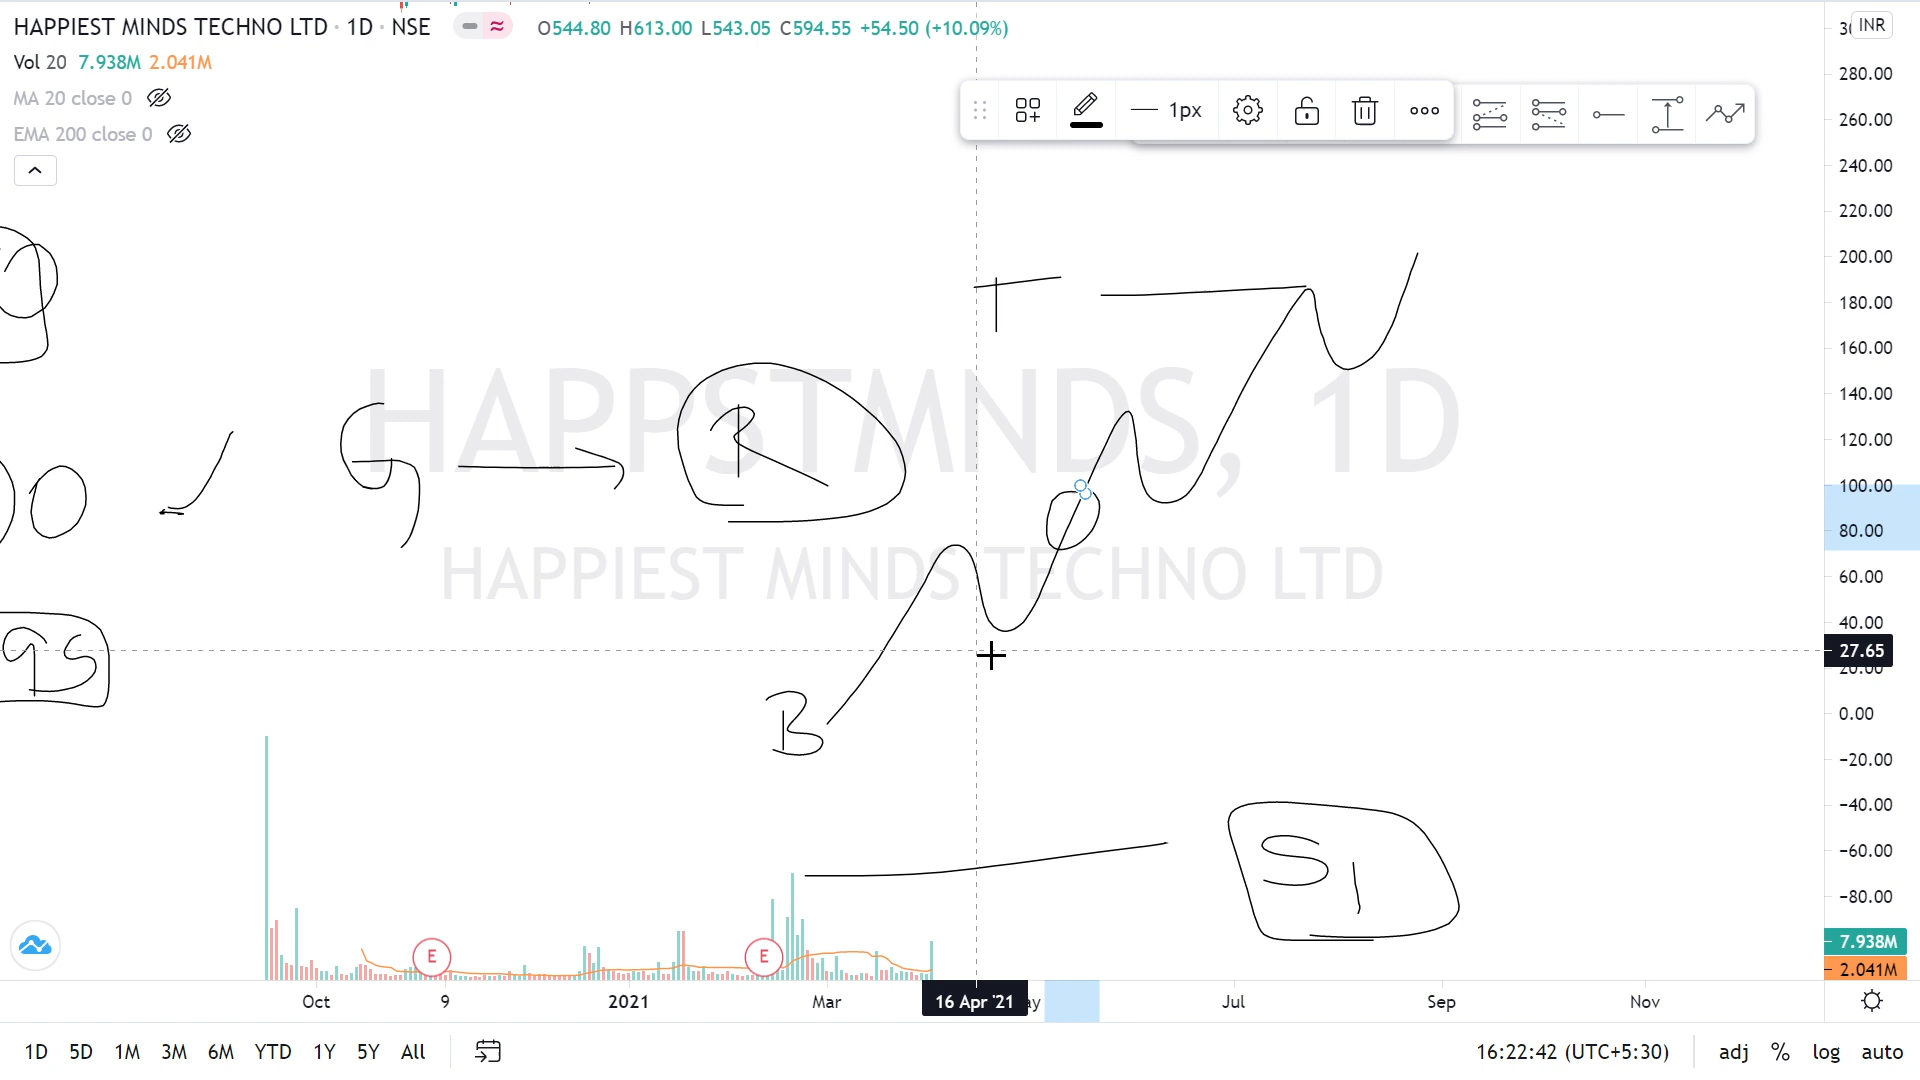 HAPPIEST MINDS TECHNO LTD · 1D · NSE O544.80 H613.00 L543.05 C594.55 +54.50 (+10.09%)
INR
Vol 20 7.938M 2.041M
MA 20 close 0
EMA 200 close 0
1px
280.00
260.00
240.00
220.00
200.00
180.00
160.00
140.00
120.00
100.00
80.00
60.00
40.00
27.65
20.00
0.00
−20.00
−40.00
−60.00
−80.00
7.938M
2.041M
HAPPSTMNDS, 1D
HAPPIEST MINDS TECHNO LTD
T
G
R
B
S1
E
E
Oct 9 2021 Mar 16 Apr '21 Jul Sep Nov
1D 5D 1M 3M 6M YTD 1Y 5Y All
16:22:42 (UTC+5:30) adj % log auto